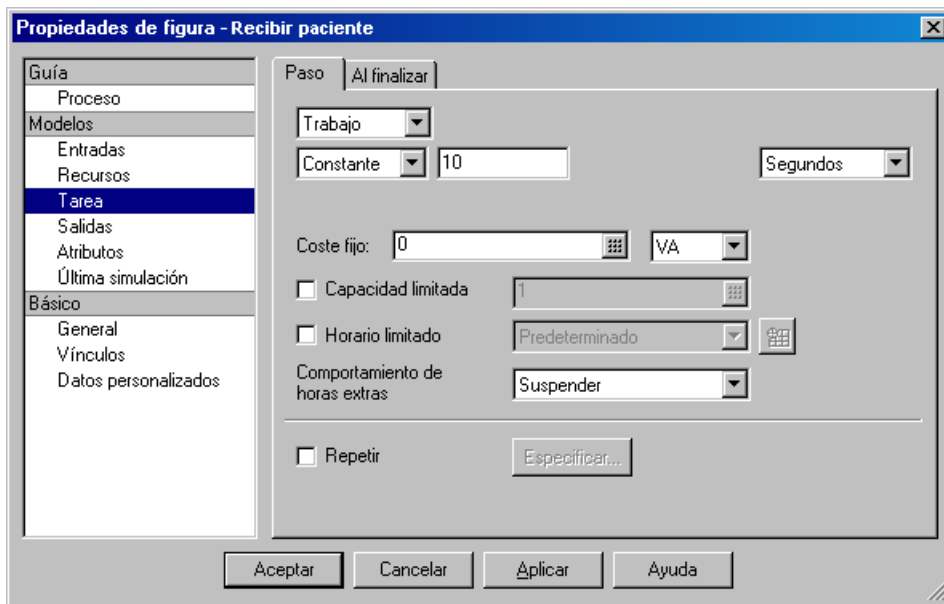 Propiedades de figura - Recibir paciente
Guía
Proceso
Modelos
Entradas
Recursos
Tarea
Salidas
Atributos
Última simulación
Básico
General
Vínculos
Datos personalizados
Paso
Al finalizar
Trabajo
Constante 10 Segundos
Coste fijo: 0 VA
Capacidad limitada 1
Horario limitado Predeterminado
Comportamiento de
horas extras Suspender
Repetir Especificar...
Aceptar Cancelar Aplicar Ayuda